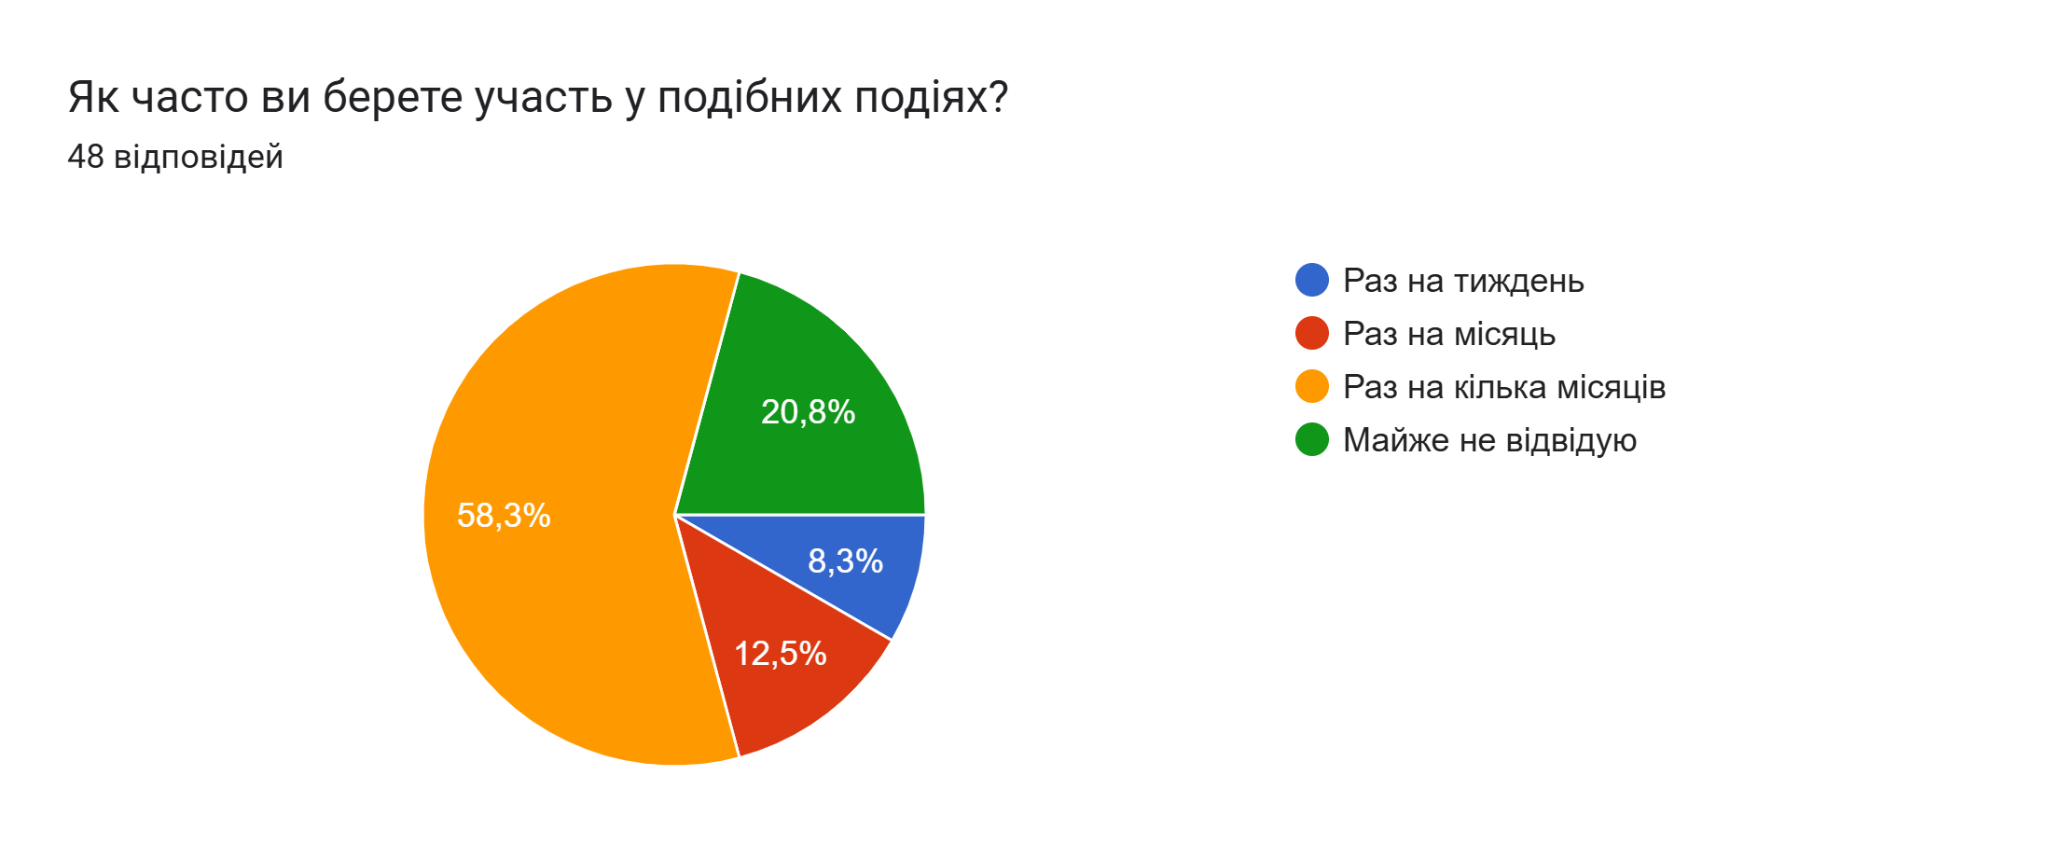 Як часто ви берете участь у подібних подіях?
48 відповідей
Раз на тиждень
Раз на місяць
Раз на кілька місяців
Майже не відвідую
20,8%
58,3%
8,3%
12,5%